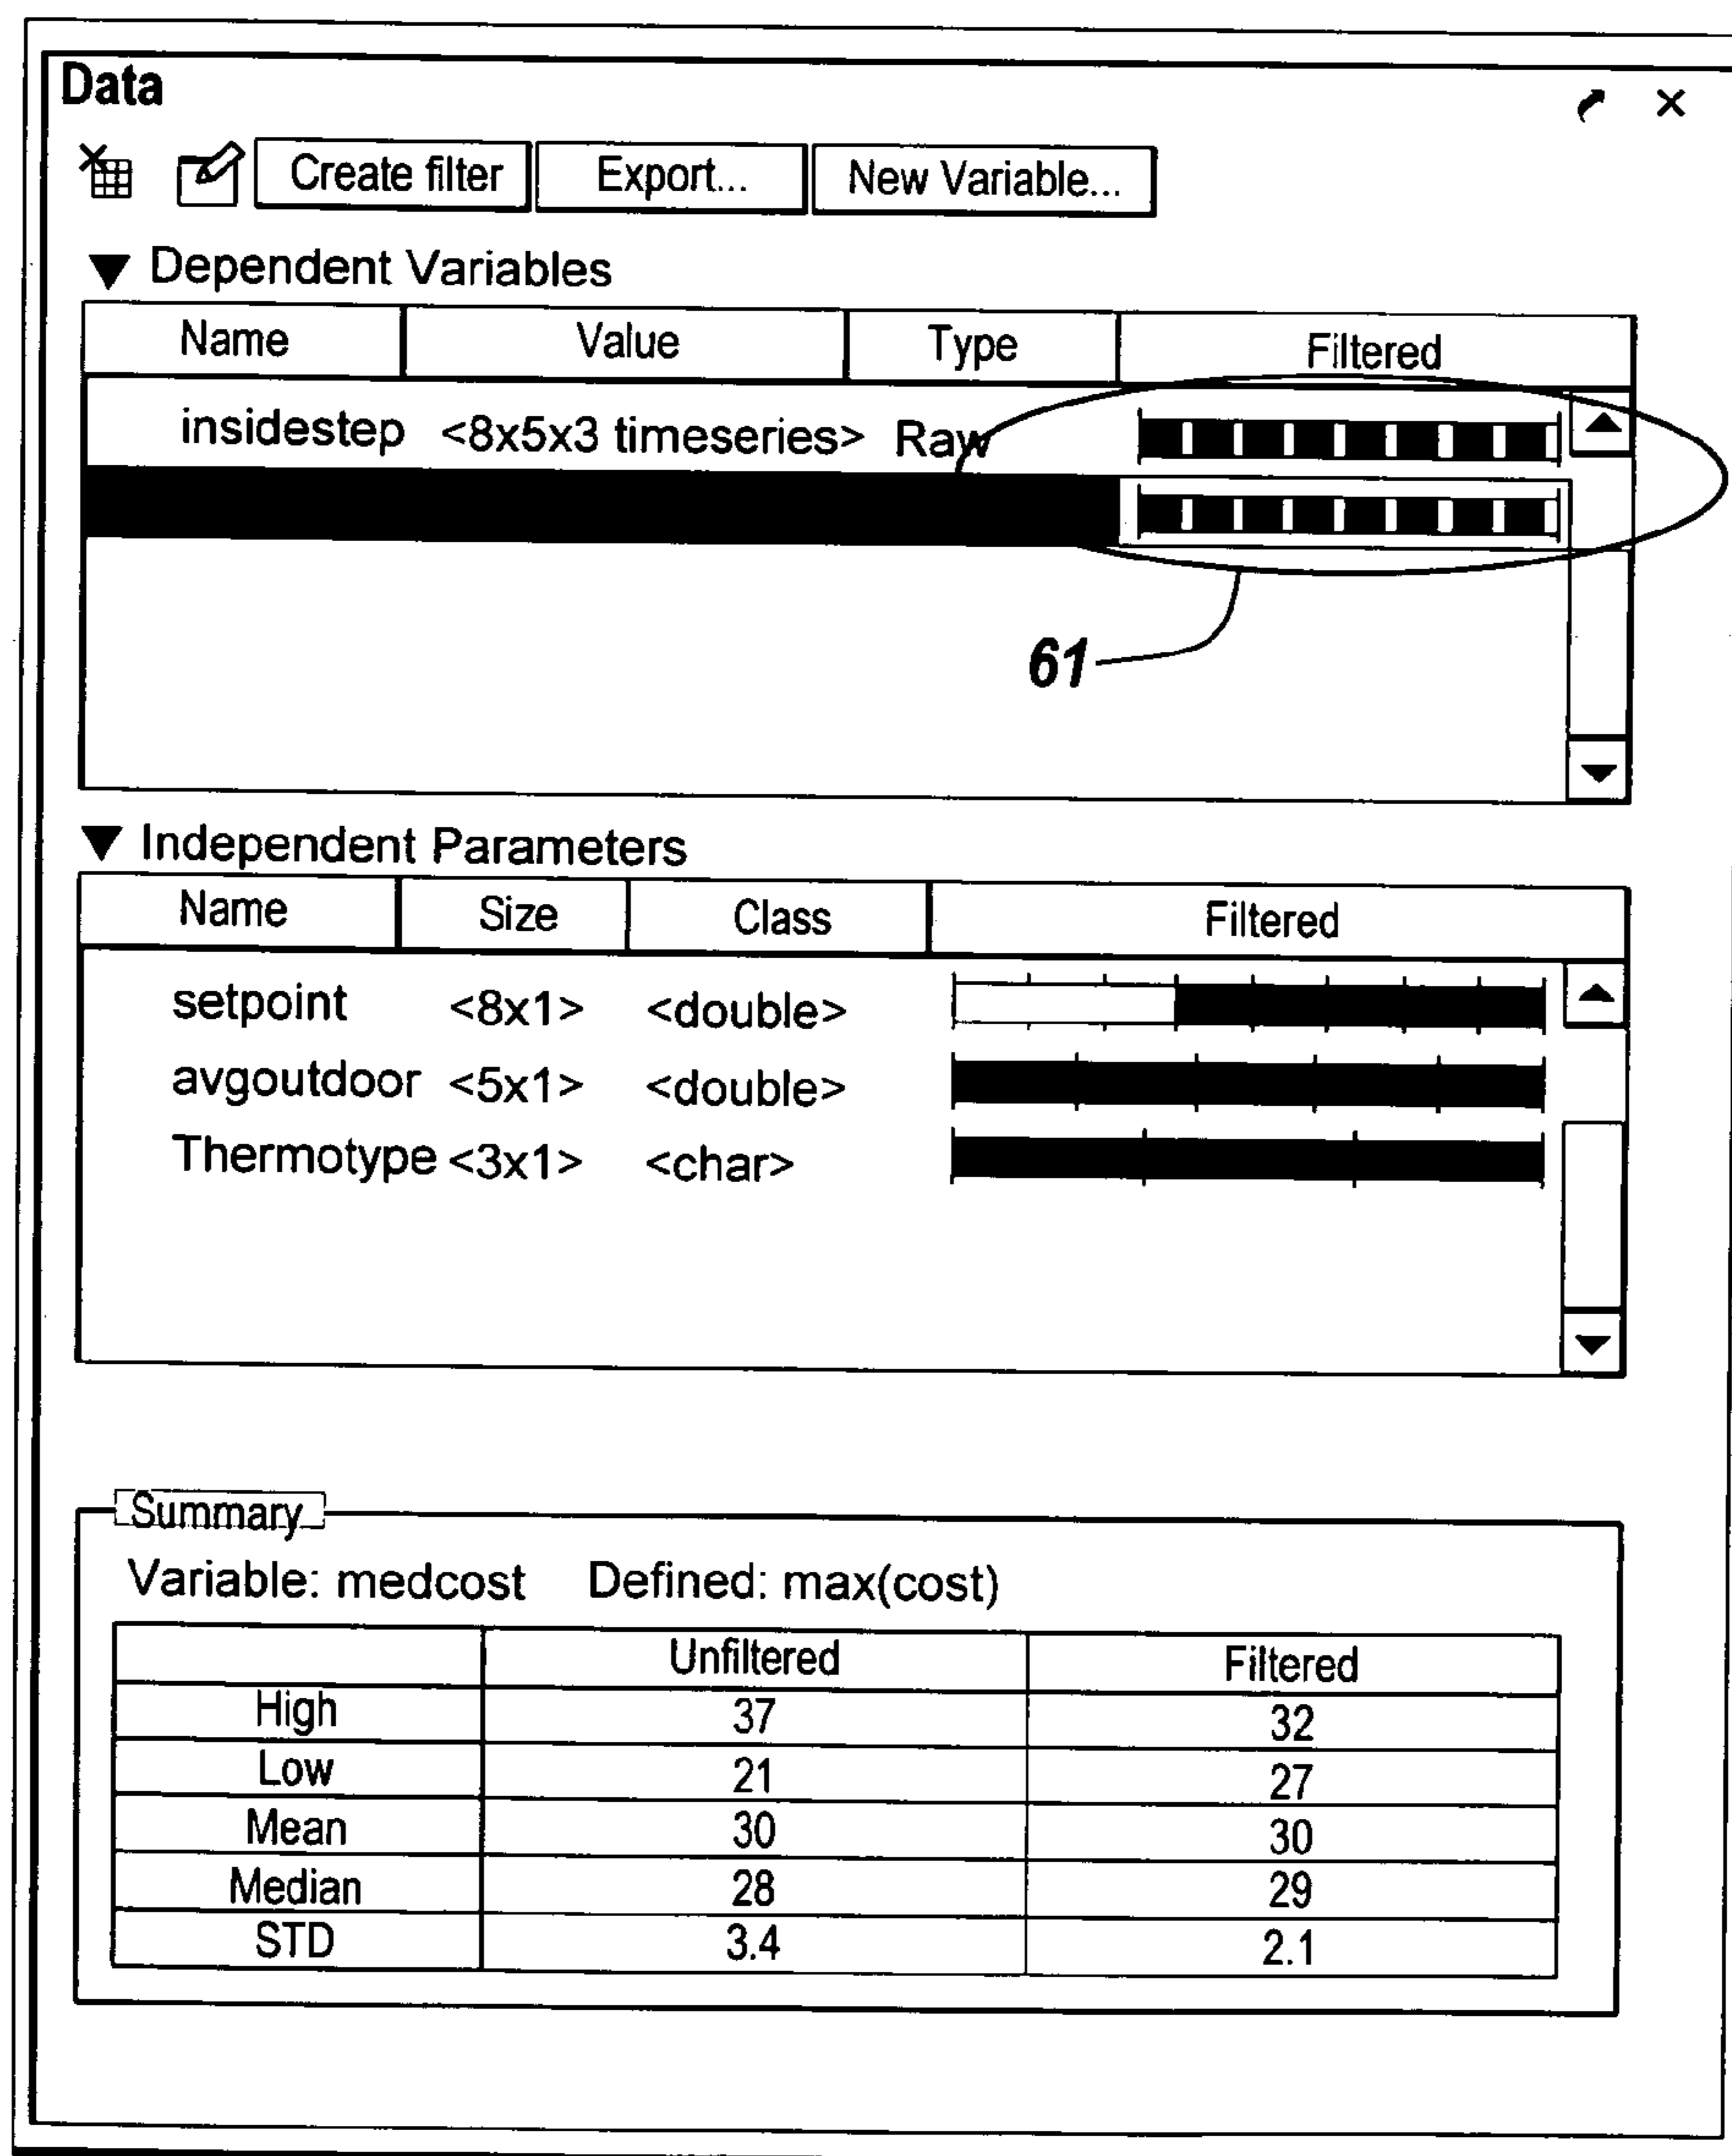 Data
Create filter Export... New Variable...
Dependent Variables
Name Value Type Filtered
insidestep <8x5x3 timeseries> Raw
61
Independent Parameters
Name Size Class Filtered
setpoint <8x1> <double>
avgoutdoor <5x1> <double>
Thermotype <3x1> <char>
Summary
Variable: medcost Defined: max(cost)
Unfiltered Filtered
High 37 32
Low 21 27
Mean 30 30
Median 28 29
STD 3.4 2.1